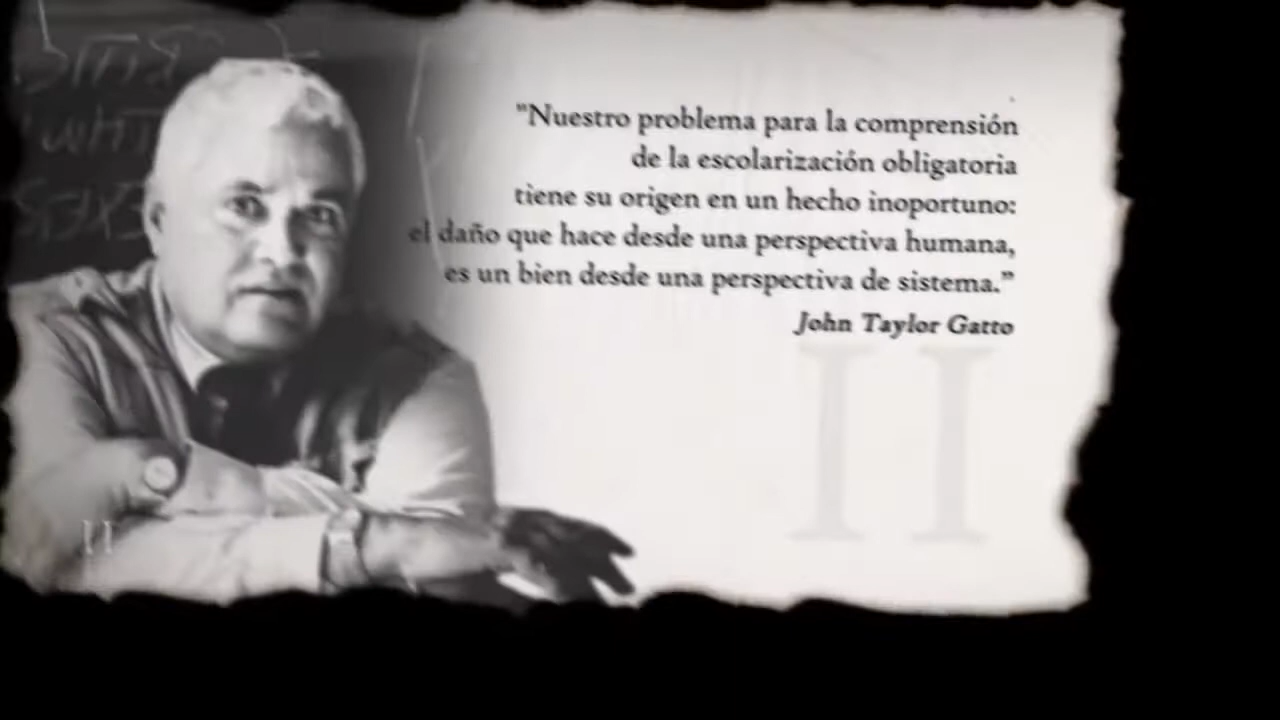 "Nuestro problema para la comprensión
de la escolarización obligatoria
tiene su origen en un hecho inoportuno:
el daño que hace desde una perspectiva humana,
es un bien desde una perspectiva de sistema.”
John Taylor Gatto
II
II